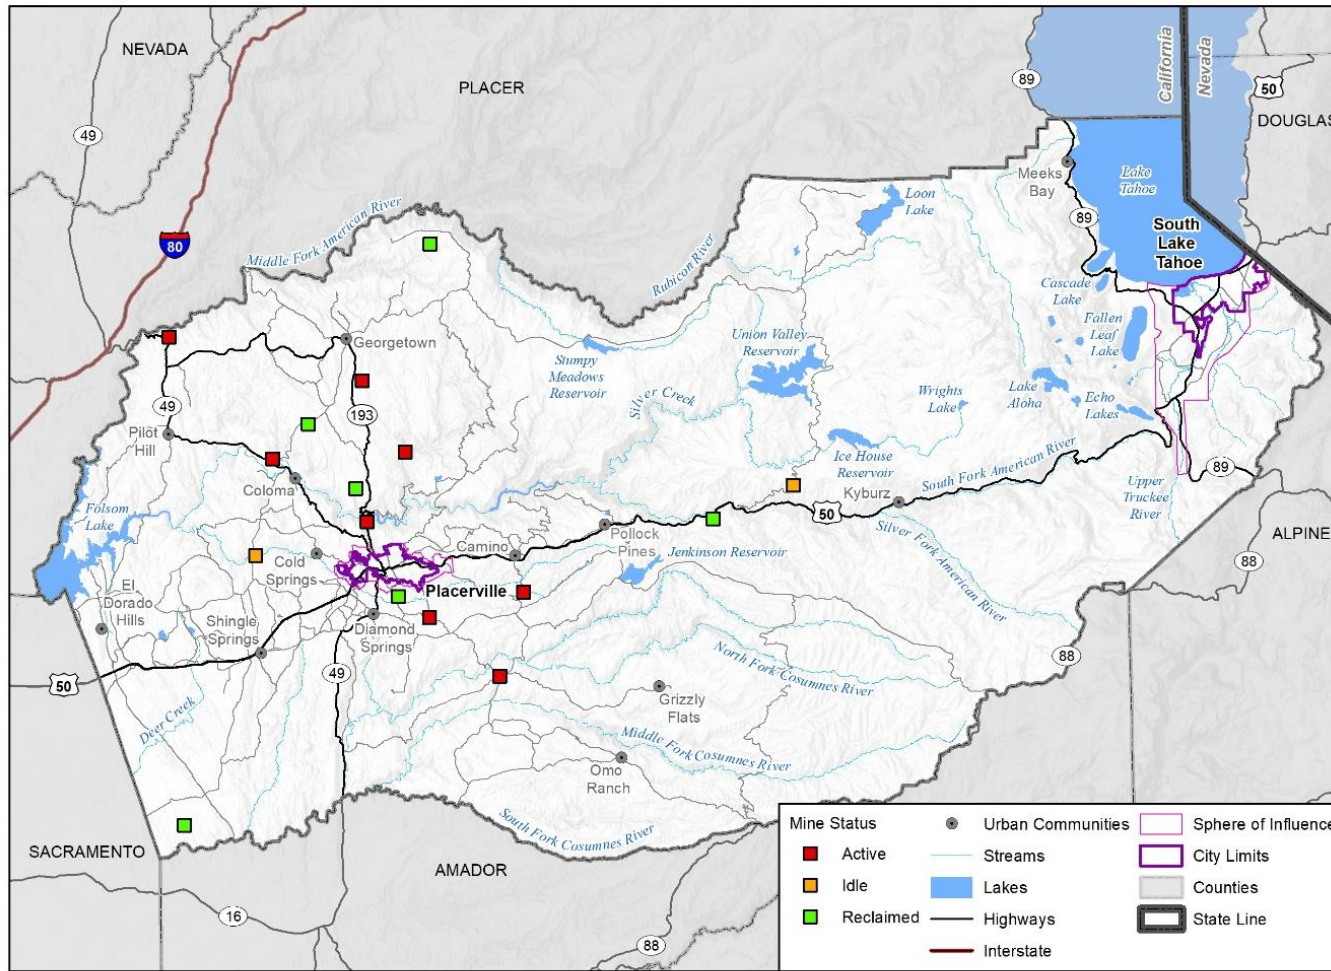 NEVADA
PLACER
89
California
Nevada
50
DOUGLAS
49
Meeks
Bay
Lake
Tahoe
Loon
Lake
89
South
Lake
Tahoe
Middle Fork American River
80
Rubicon River
Cascade
Lake
Fallen
Leaf
Lake
Georgetown
Union Valley
Reservoir
Stumpy
Meadows
Reservoir
Silver Creek
Wrights
Lake
Lake
Aloha
Echo
Lakes
49
193
Pilot
Hill
Ice House
Reservoir
South Fork American River
89
Coloma
Kyburz
Upper
Truckee
River
Folsom
Lake
50
Pollock
Pines
Silver Fork American River
ALPINE
Camino
Jenkinson Reservoir
88
Cold
Springs
Placerville
El
Dorado
Hills
Shingle
Springs
Diamond
Springs
88
50
49
North Fork Cosumnes River
Grizzly
Flats
Deer Creek
Middle Fork Cosumnes River
Omo
Ranch
South Fork Cosumnes River
SACRAMENTO
AMADOR
16
88
Mine Status
Active
Idle
Reclaimed
Urban Communities
Streams
Lakes
Highways
Interstate
Sphere of Influence
City Limits
Counties
State Line